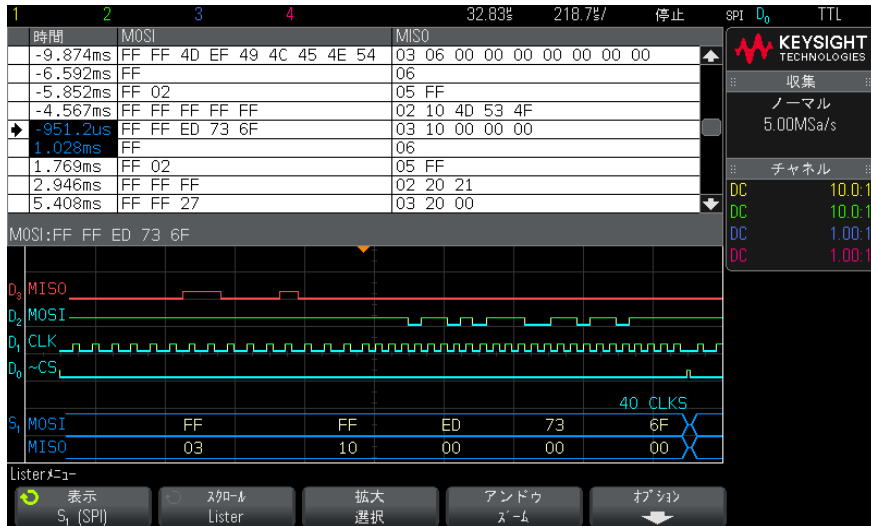 1 2 3 4 32.83㎲ 218.7㎲/ 停止 SPI D₀ TTL
時間 MOSI MISO
-9.874ms FF FF 4D EF 49 4C 45 4E 54 03 06 00 00 00 00 00 00 00
-6.592ms FF 06
-5.852ms FF 02 05 FF
-4.567ms FF FF FF FF FF 02 10 4D 53 4F
-951.2us FF FF ED 73 6F 03 10 00 00 00
1.028ms FF 06
1.769ms FF 02 05 FF
2.946ms FF FF FF 02 20 21
5.408ms FF FF 27 03 20 00
MOSI:FF FF ED 73 6F
D₃ MISO
D₂ MOSI
D₁ CLK
D₀ ~CS
40 CLKS
S₁ MOSI FF FF ED 73 6F
MISO 03 10 00 00 00
KEYSIGHT
TECHNOLOGIES
収集
ノーマル
5.00MSa/s
チャネル
DC 10.0:1
DC 10.0:1
DC 1.00:1
DC 1.00:1
Listerメニュー
表示
S₁ (SPI)
スクロール
Lister
拡大
選択
アンドゥ
ズーム
オプション